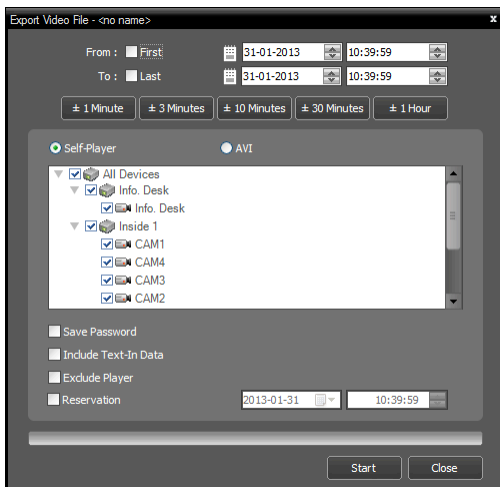 Export Video File - <no name> x
From : First 31-01-2013 10:39:59
To : Last 31-01-2013 10:39:59
± 1 Minute ± 3 Minutes ± 10 Minutes ± 30 Minutes ± 1 Hour
Self-Player AVI
All Devices
Info. Desk
Info. Desk
Inside 1
CAM1
CAM4
CAM3
CAM2
Save Password
Include Text-In Data
Exclude Player
Reservation 2013-01-31 10:39:59
Start Close